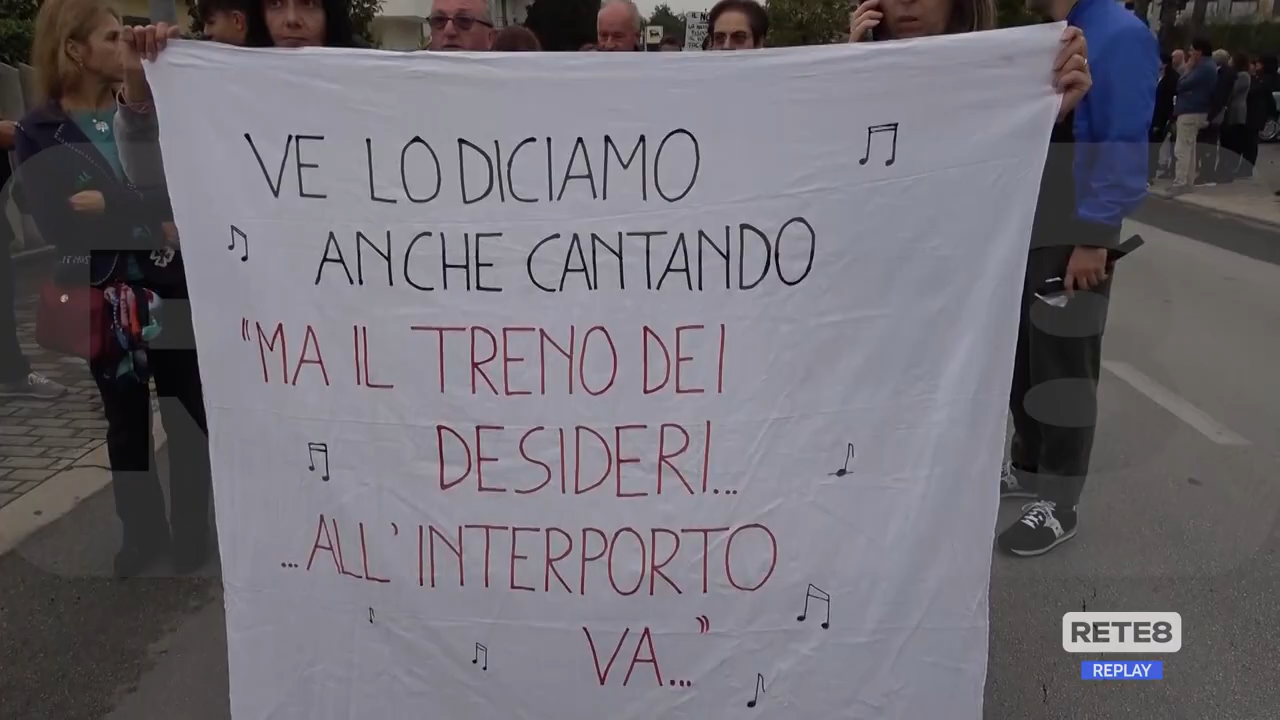 VE LO DICIAMO
ANCHE CANTANDO
"MA IL TRENO DEI
DESIDERI...
...ALL'INTERPORTO
VA..."
RETE8
REPLAY